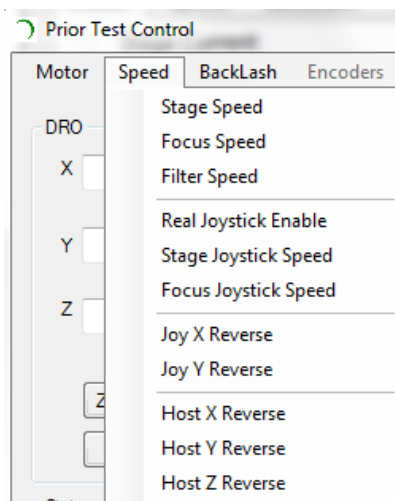 Prior Test Control
Motor Speed BackLash Encoders
Stage Speed
DRO
Focus Speed
X
Filter Speed
Real Joystick Enable
Y
Stage Joystick Speed
Focus Joystick Speed
Z
Joy X Reverse
Joy Y Reverse
Z
Host X Reverse
Host Y Reverse
Host Z Reverse